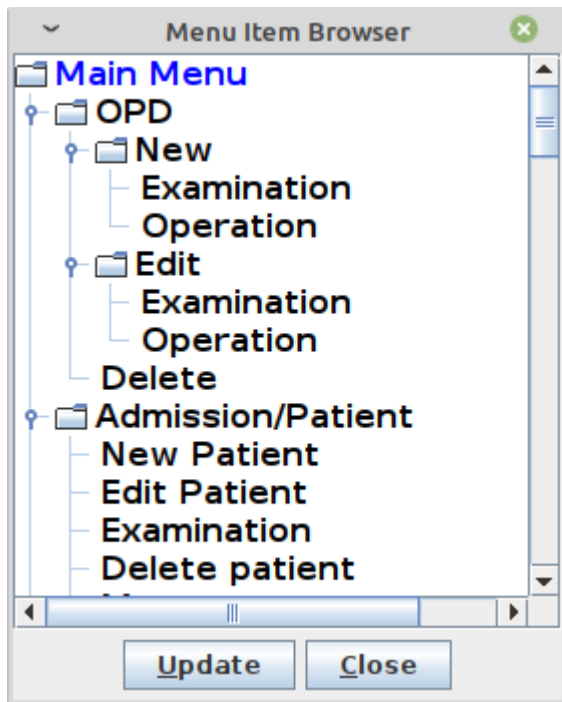 Menu Item Browser
Main Menu
OPD
New
Examination
Operation
Edit
Examination
Operation
Delete
Admission/Patient
New Patient
Edit Patient
Examination
Delete patient
Update Close